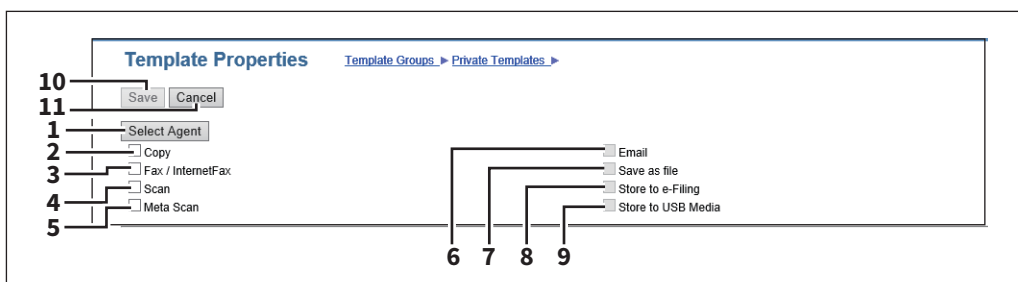 Template Properties Template Groups ▶ Private Templates ▶
10 Save Cancel
11
1 Select Agent
2 Copy 6 Email
3 Fax / InternetFax 7 Save as file
4 Scan 8 Store to e-Filing
5 Meta Scan 9 Store to USB Media